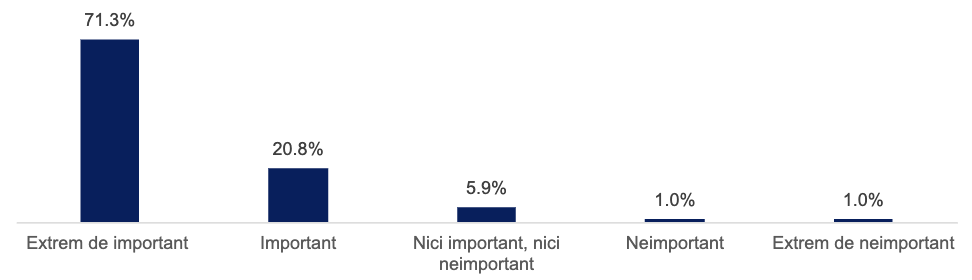 71.3%
20.8%
5.9%
1.0%
1.0%
Extrem de important
Important
Nici important, nici
neimportant
Neimportant
Extrem de neimportant